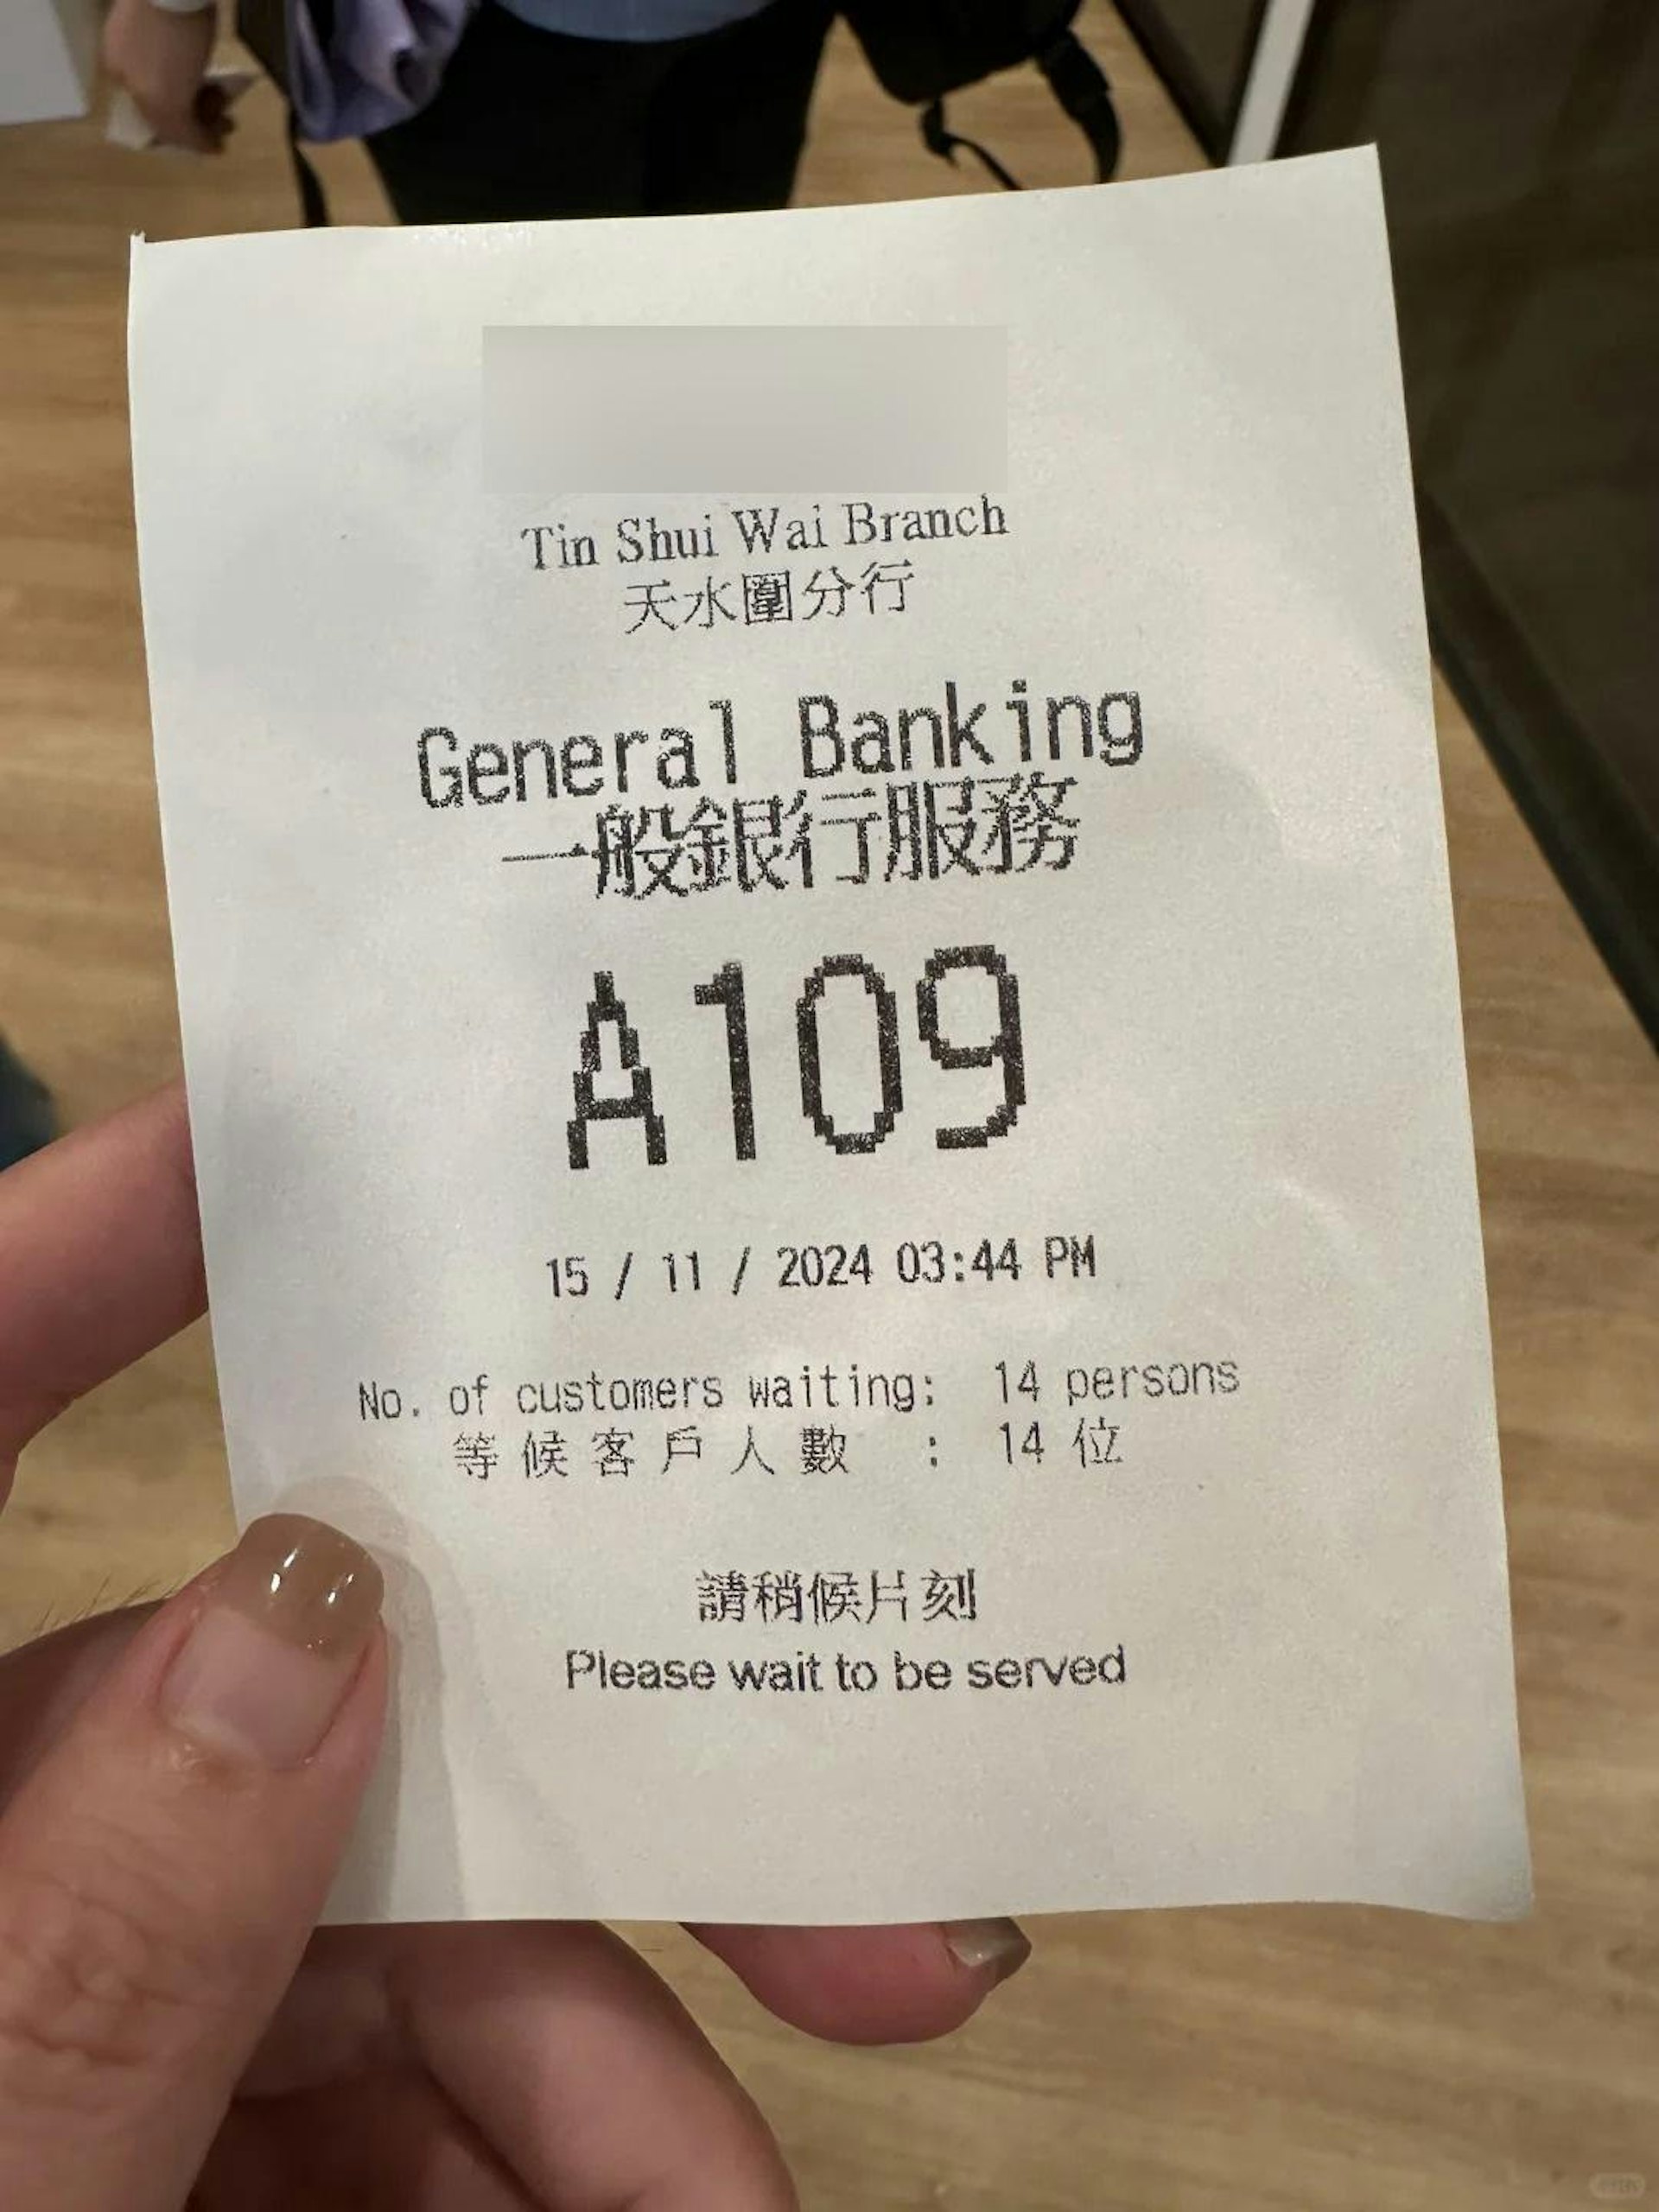 Tin Shui Wai Branch
天水圍分行
General Banking
一般銀行服務
A109
15 / 11 / 2024 03:44 PM
No. of customers waiting: 14 persons
等候客戶人數 : 14 位
請稍候片刻
Please wait to be served